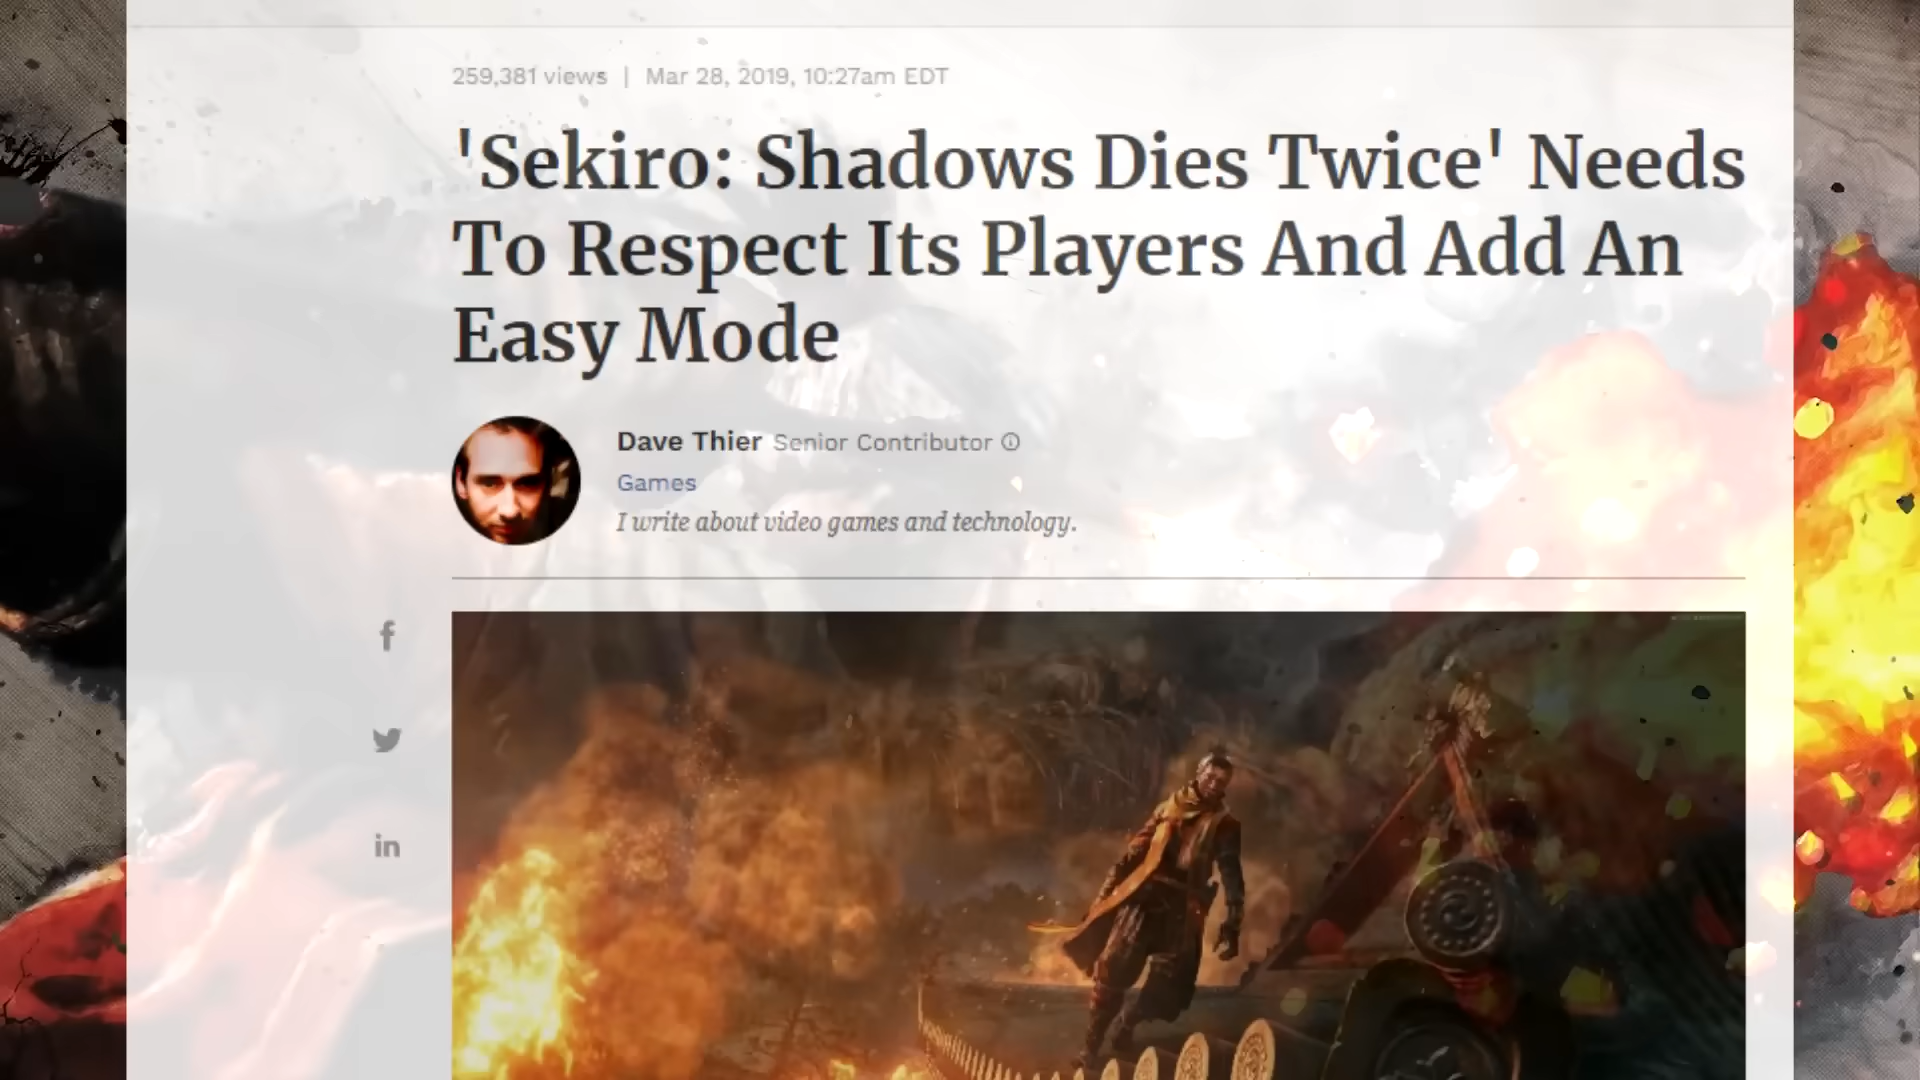 259,381 views | Mar 28, 2019, 10:27am EDT
'Sekiro: Shadows Dies Twice' Needs
To Respect Its Players And Add An
Easy Mode
Dave Thier Senior Contributor
Games
I write about video games and technology.
f
in